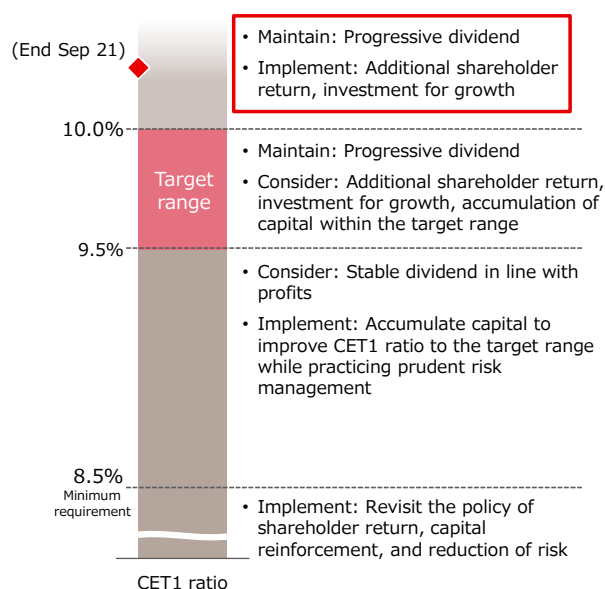 (End Sep 21)
• Maintain: Progressive dividend
• Implement: Additional shareholder
return, investment for growth
10.0%
Target
range
• Maintain: Progressive dividend
• Consider: Additional shareholder return,
investment for growth, accumulation of
capital within the target range
9.5%
• Consider: Stable dividend in line with
profits
• Implement: Accumulate capital to
improve CET1 ratio to the target range
while practicing prudent risk
management
8.5%
Minimum
requirement
• Implement: Revisit the policy of
shareholder return, capital
reinforcement, and reduction of risk
CET1 ratio